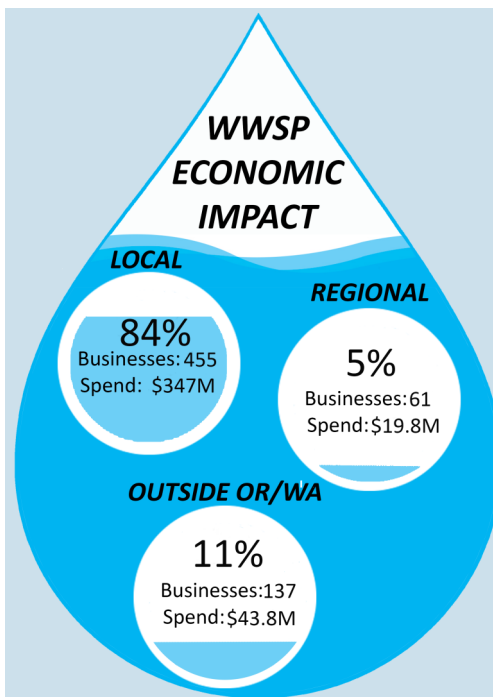 WWSP
ECONOMIC
IMPACT
LOCAL
84%
Businesses: 455
Spend: $347M
REGIONAL
5%
Businesses:61
Spend:$19.8M
OUTSIDE OR/WA
11%
Businesses:137
Spend:$43.8M